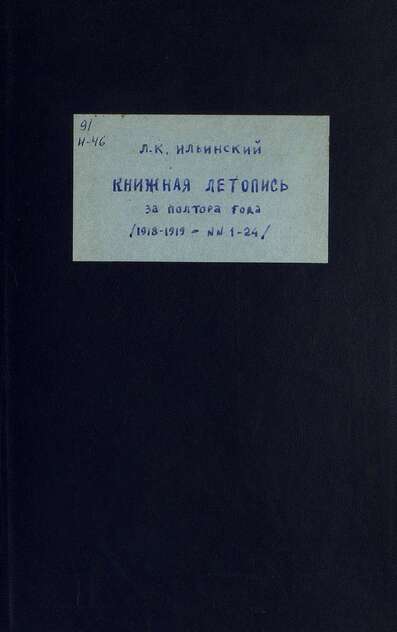 91
И-46
Л.К. ИЛЬИНСКИЙ
КНИЖНАЯ ЛЕТОПИСЬ
ЗА ПОЛТОРА ГОДА
/1918-1919 - NN 1-24/